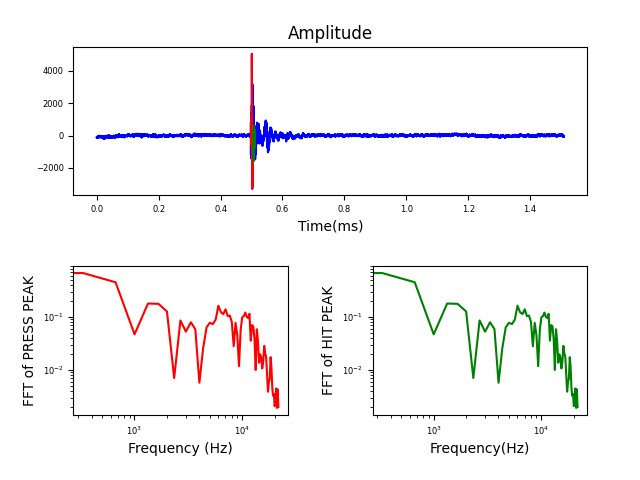 Amplitude
4000
2000
0
−2000
0.0 0.2 0.4 0.6 0.8 1.0 1.2 1.4
Time(ms)
FFT of PRESS PEAK
10⁻¹
10⁻²
10³ 10⁴
Frequency (Hz)
FFT of HIT PEAK
10⁻¹
10⁻²
10³ 10⁴
Frequency(Hz)